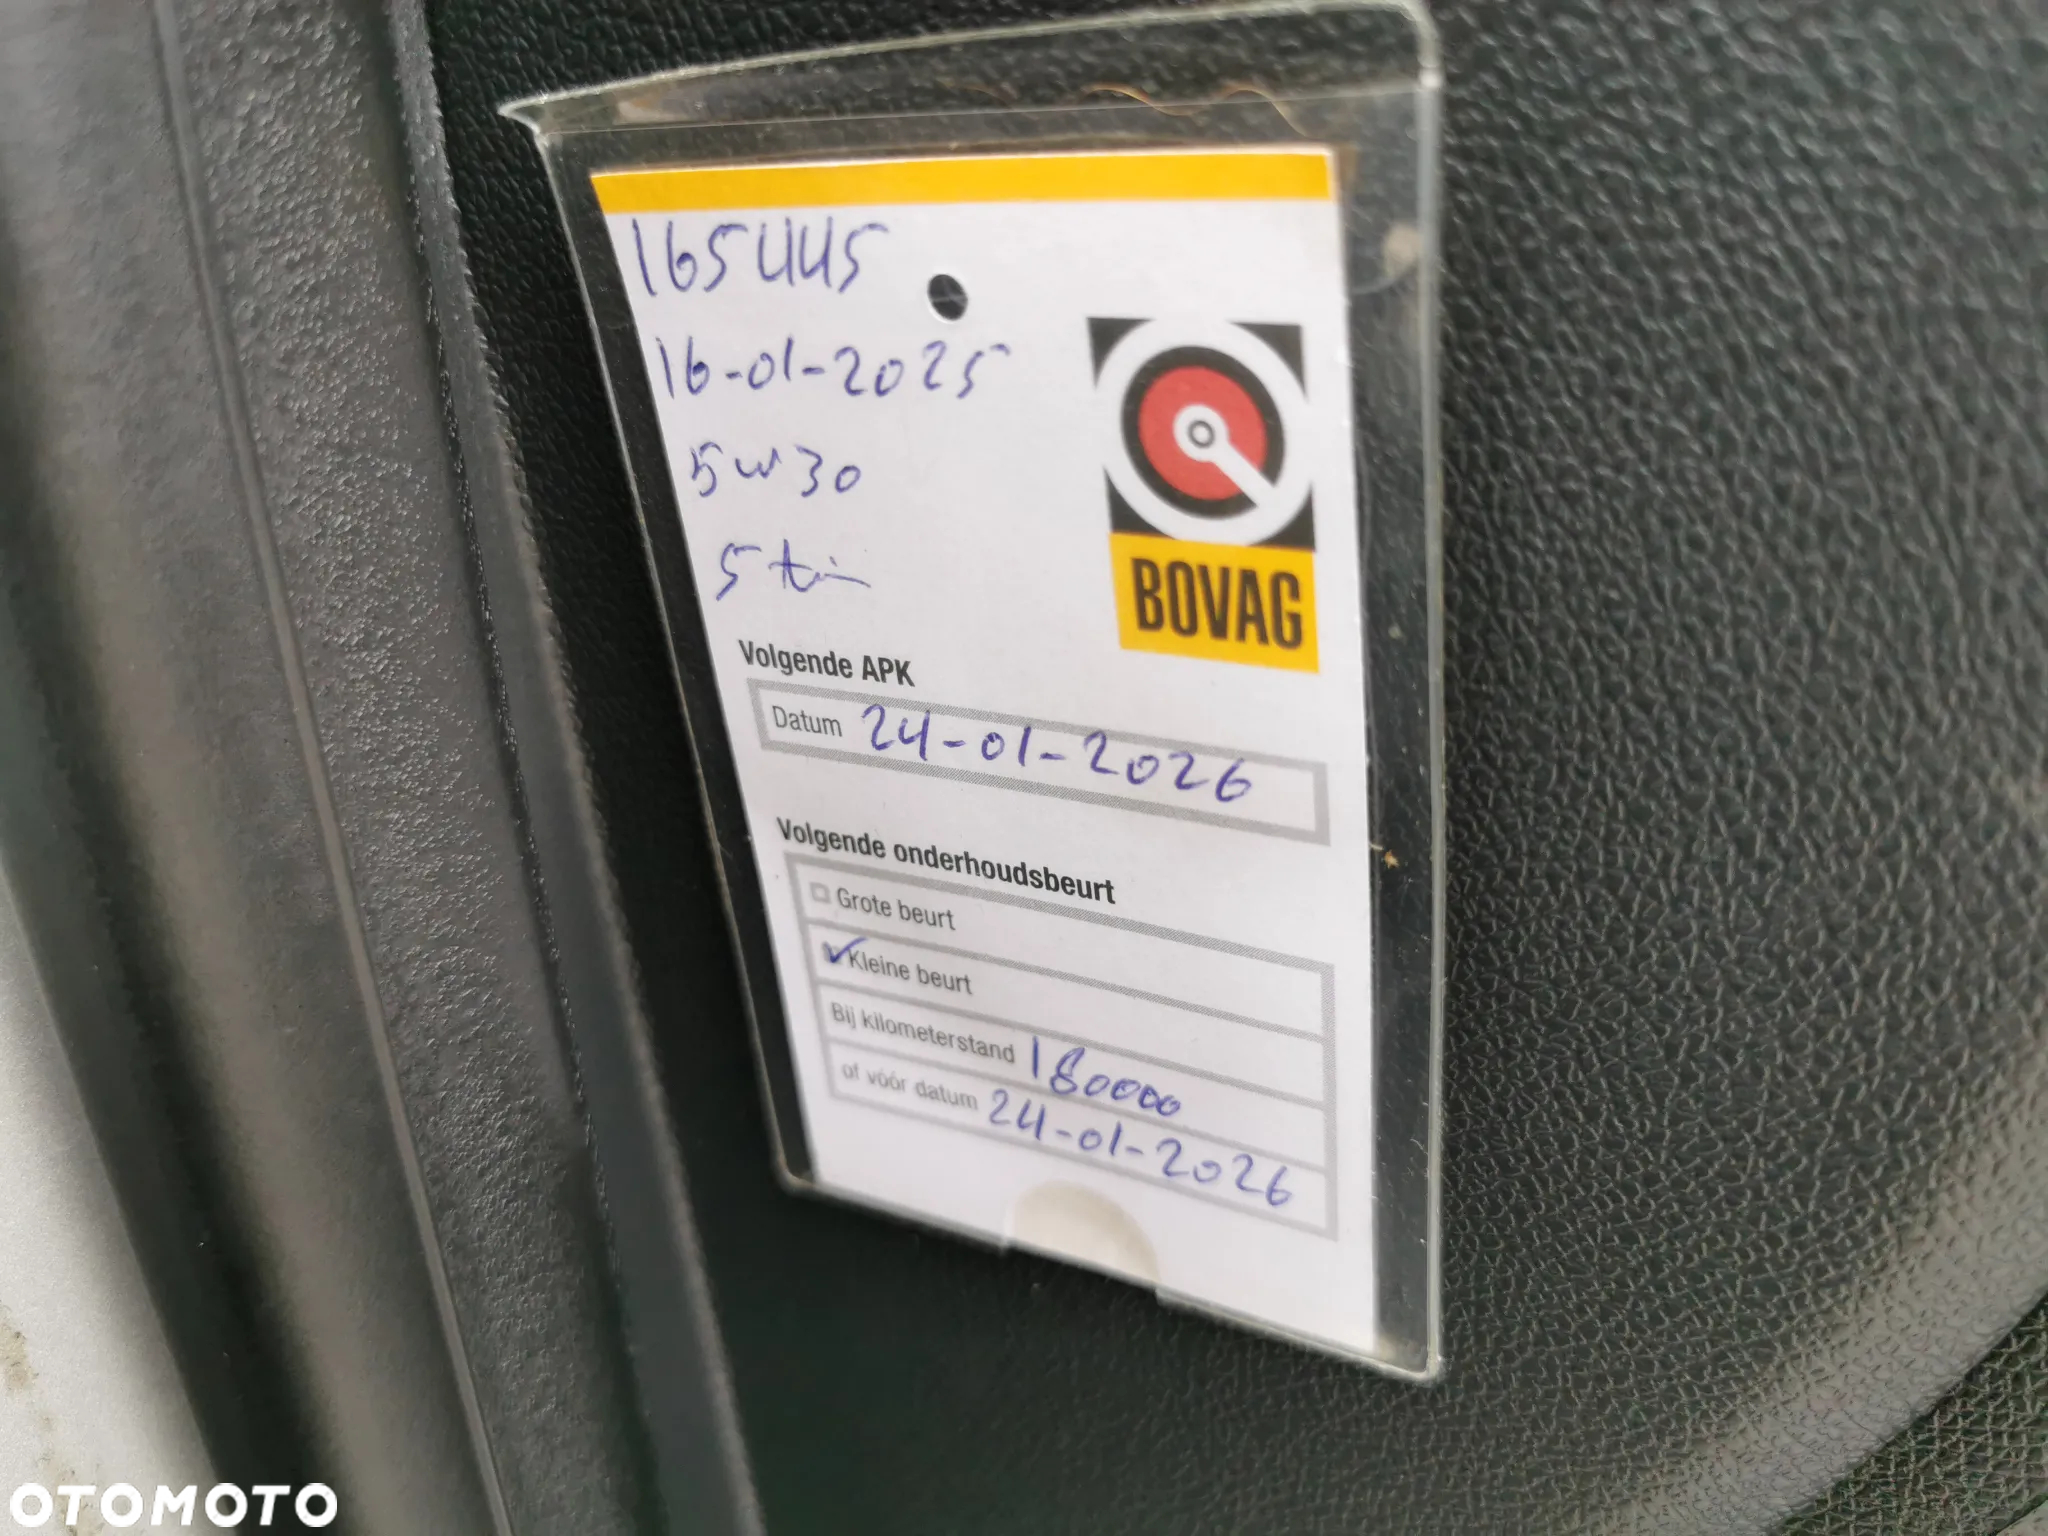 165445
16-01-2025
5w30
5
BOVAG
Volgende APK
Datum 24-01-2026
Volgende onderhoudsbeurt
Grote beurt
Kleine beurt
Bij kilometerstand 180000
of vóór datum 24-01-2026
OTOMOTO